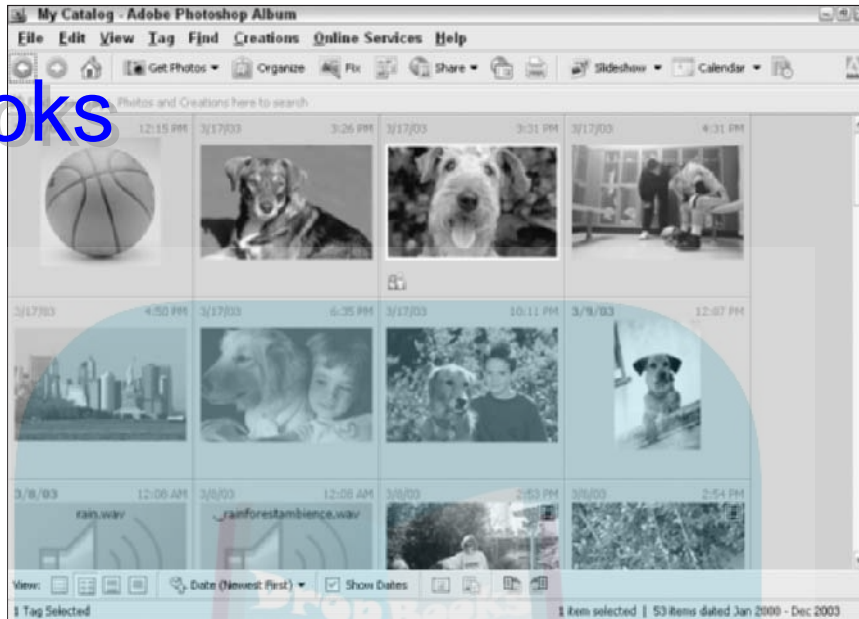 My Catalog - Adobe Photoshop Album
File Edit View Tag Find Creations Online Services Help
Get Photos Organize Fix Share Slideshow Calendar
oks
Photos and Creations here to search
12:15 PM 3/17/03 3:26 PM 3/17/03 3:31 PM 3/17/03 4:31 PM
3/17/03 4:50 PM 3/17/03 6:35 PM 3/17/03 10:11 PM 3/9/03 12:07 PM
3/8/03 12:08 AM 3/8/03 12:08 AM 3/8/03 2:53 PM 3/8/03 2:54 PM
rain.wav _rainforestambience.wav
View: Date (Newest First) Show Dates
DropBooks
1 Tag Selected 1 item selected | 53 items dated Jan 2000 - Dec 2003